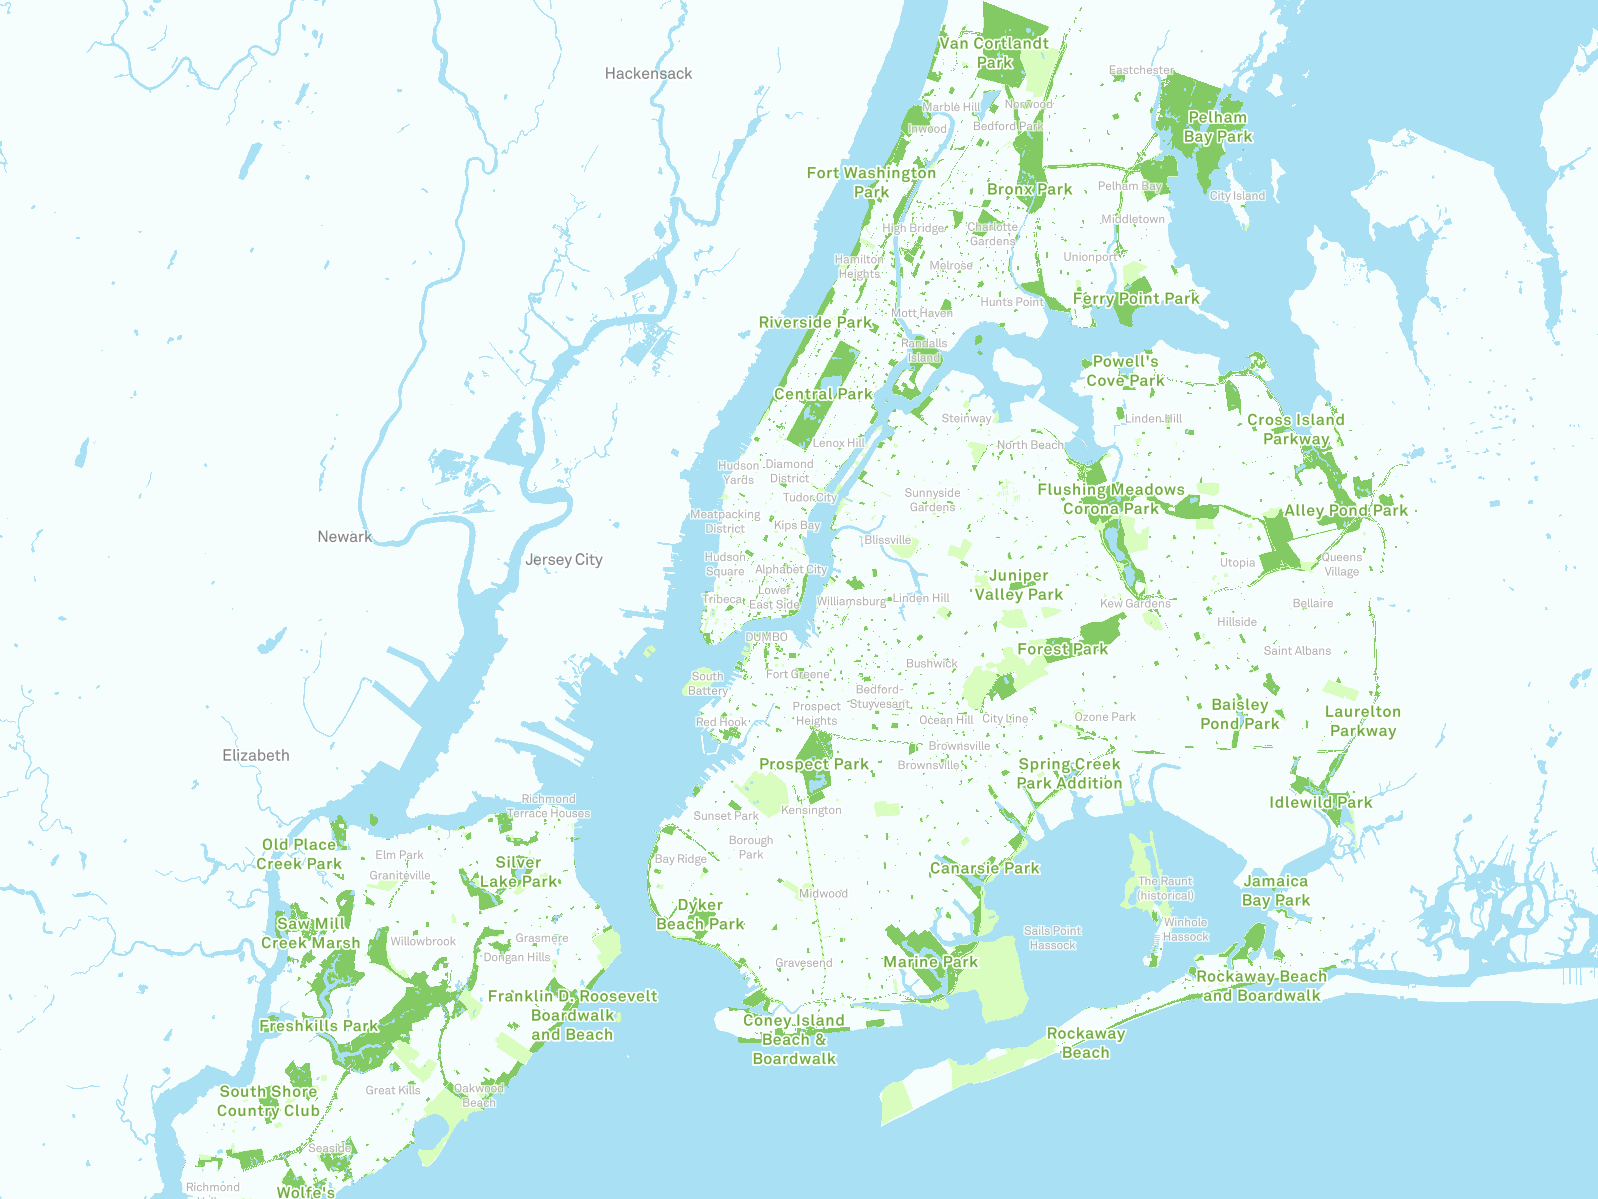 Van Cortlandt
Park
Hackensack
Eastchester
Marble Hill
Norwood
Inwood
Bedford Park
Pelham
Bay Park
Fort Washington
Park
Bronx Park
Pelham Bay
City Island
High Bridge
Charlotte
Gardens
Middletown
Hamilton
Heights
Melrose
Unionport
Hunts Point
Ferry Point Park
Riverside Park
Mott Haven
Randalls
Island
Powell's
Cove Park
Central Park
Steinway
Linden Hill
Cross Island
Parkway
Lenox Hill
North Beach
Hudson
Yards
Diamond
District
Tudor City
Sunnyside
Gardens
Flushing Meadows
Corona Park
Alley Pond Park
Meatpacking
District
Kips Bay
Newark
Blissville
Jersey City
Hudson
Square
Alphabet City
Utopia
Queens
Village
Juniper
Valley Park
Tribeca
Lower
East Side
Williamsburg
Linden Hill
Kew Gardens
Bellaire
Hillside
DUMBO
Forest Park
Saint Albans
Bushwick
South
Battery
Fort Greene
Bedford-
Stuyvesant
Baisley
Pond Park
Laurelton
Parkway
Red Hook
Prospect
Heights
Ocean Hill
City Line
Ozone Park
Elizabeth
Brownsville
Brownsville
Prospect Park
Spring Creek
Park Addition
Idlewild Park
Richmond
Terrace Houses
Sunset Park
Kensington
Old Place
Creek Park
Elm Park
Graniteville
Silver
Lake Park
Borough
Park
Bay Ridge
Canarsie Park
The Raunt
(historical)
Jamaica
Bay Park
Midwood
Dyker
Beach Park
Saw Mill
Creek Marsh
Willowbrook
Grasmere
Dongan Hills
Sails Point
Hassock
Winhole
Hassock
Gravesend
Marine Park
Rockaway Beach
and Boardwalk
Franklin D. Roosevelt
Boardwalk
and Beach
Freshkills Park
Coney Island
Beach &
Boardwalk
Rockaway
Beach
South Shore
Country Club
Great Kills
Oakwood
Beach
Seaside
Richmond
Wolfe's